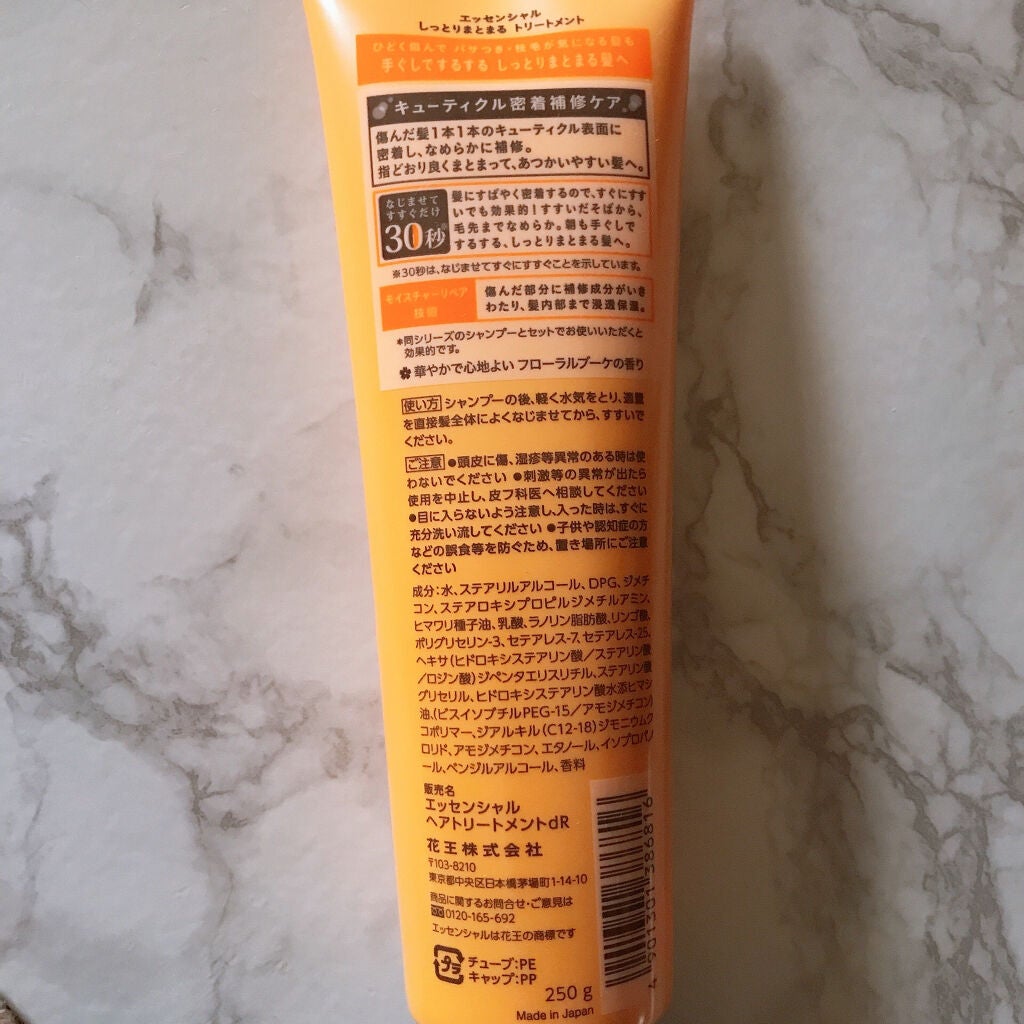 エッセンシャル
しっとりまとまる トリートメント
ひどく傷んで パサつき・枝毛が気になる髪も
手ぐしでするする しっとりまとまる髪へ
キューティクル密着補修ケア
傷んだ髪1本1本のキューティクル表面に
密着し、なめらかに補修。
指どおり良くまとまって、あつかいやすい髪へ。
なじませて
すすぐだけ
30秒※
髪にすばやく密着するので、すぐにすす
いでも効果的!すすいだそばから、
毛先までなめらか。朝も手ぐしで
するする、しっとりまとまる髪へ。
※30秒は、なじませてすぐにすすぐことを示しています。
モイスチャーリペア
技術
傷んだ部分に補修成分がいき
わたり、髪内部まで浸透保湿。
*同シリーズのシャンプーとセットでお使いいただくと
効果的です。
華やかで心地よい フローラルブーケの香り
使い方 シャンプーの後、軽く水気をとり、適量
を直接髪全体によくなじませてから、すすいで
ください。
ご注意 ●頭皮に傷、湿疹等異常のある時は使
わないでください ●刺激等の異常が出たら
使用を中止し、皮フ科医へ相談してください
●目に入らないよう注意し、入った時は、すぐに
充分洗い流してください ●子供や認知症の方
などの誤食等を防ぐため、置き場所にご注意
ください
成分:水、ステアリルアルコール、DPG、ジメチ
コン、ステアロキシプロピルジメチルアミン、
ヒマワリ種子油、乳酸、ラノリン脂肪酸、リンゴ酸、
ポリグリセリン-3、セテアレス-7、セテアレス-25、
ヘキサ(ヒドロキシステアリン酸/ステアリン酸
/ロジン酸)ジペンタエリスリチル、ステアリン酸
グリセリル、ヒドロキシステアリン酸水添ヒマシ
油、(ビスイソブチルPEG-15/アモジメチコン)
コポリマー、ジアルキル(C12-18)ジモニウムク
ロリド、アモジメチコン、エタノール、イソプロパノ
ール、ベンジルアルコール、香料
販売名
エッセンシャル
ヘアトリートメントdR
花王株式会社
〒103-8210
東京都中央区日本橋茅場町1-14-10
商品に関するお問合せ・ご意見は
0120-165-692
エッセンシャルは花王の商標です
プラ
チューブ:PE
キャップ:PP
250 g
Made in Japan
4 901301 386816